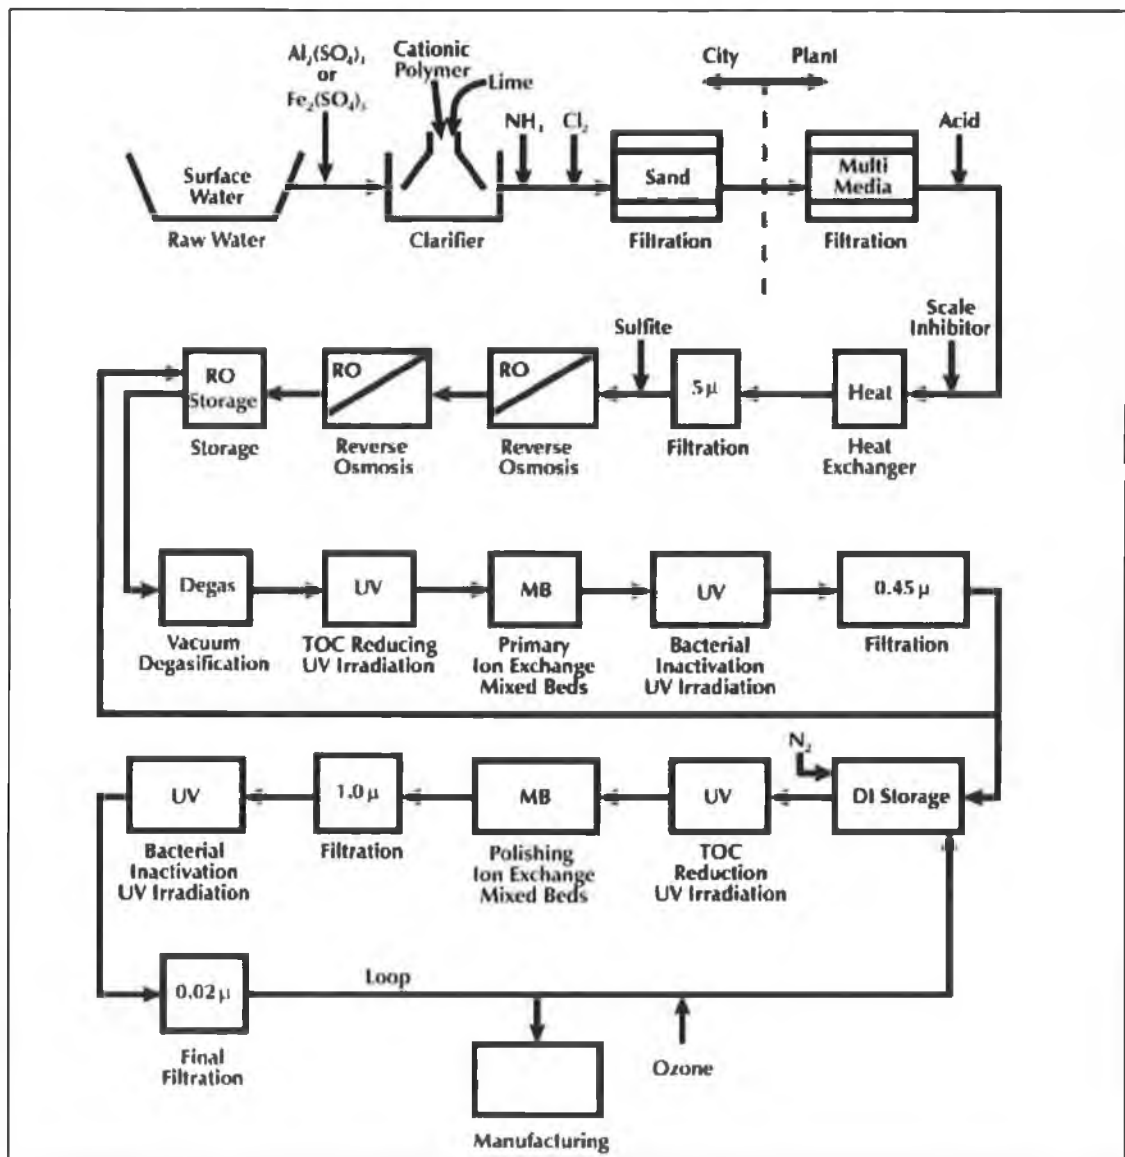 Al₂(SO₄)₃
or
Fe₂(SO₄)₃
Cationic
Polymer
Lime
NH₃
Cl₂
City
Plant
Acid
Surface
Water
Raw Water
Clarifier
Sand
Filtration
Multi
Media
Filtration
Scale
Inhibitor
Sulfite
RO
Storage
Storage
RO
Reverse
Osmosis
RO
Reverse
Osmosis
5 μ
Filtration
Heat
Heat
Exchanger
Degas
Vacuum
Degasification
UV
TOC Reducing
UV Irradiation
MB
Primary
Ion Exchange
Mixed Beds
UV
Bacterial
Inactivation
UV Irradiation
0.45 μ
Filtration
N₂
UV
Bacterial
Inactivation
UV Irradiation
1.0 μ
Filtration
MB
Polishing
Ion Exchange
Mixed Beds
UV
TOC
Reduction
UV Irradiation
DI Storage
0.02 μ
Final
Filtration
Loop
Manufacturing
Ozone